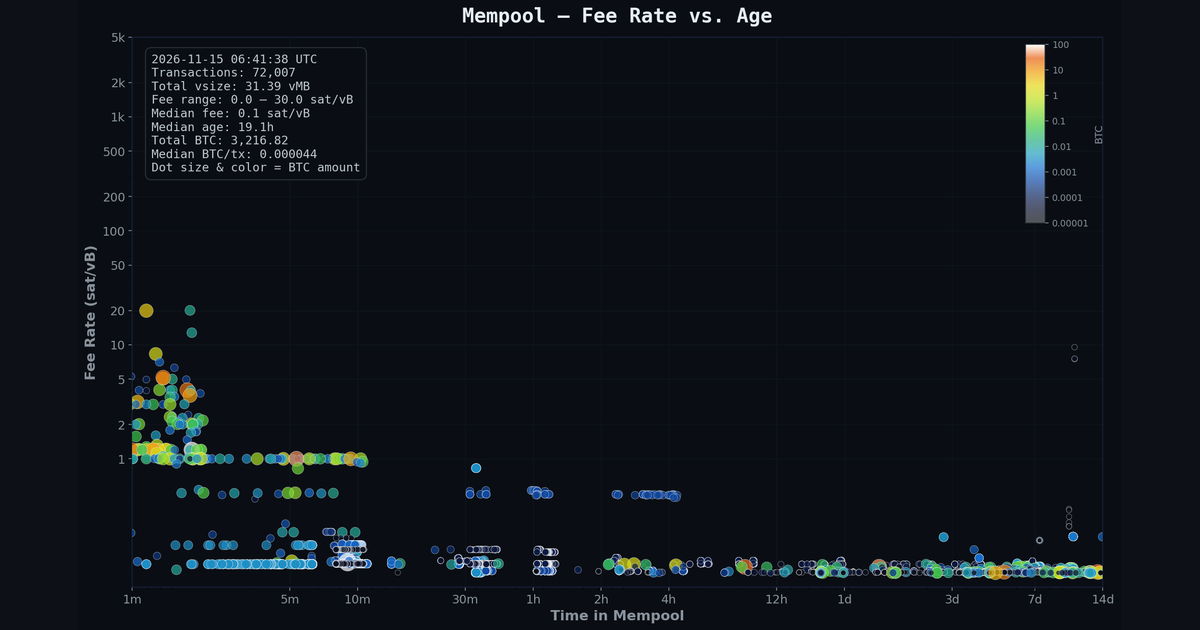 Mempool — Fee Rate vs. Age
2026-11-15 06:41:38 UTC
Transactions: 72,007
Total vsize: 31.39 vMB
Fee range: 0.0 — 30.0 sat/vB
Median fee: 0.1 sat/vB
Median age: 19.1h
Total BTC: 3,216.82
Median BTC/tx: 0.000044
Dot size & color = BTC amount
5k
2k
1k
500
200
100
50
20
10
5
2
1
Fee Rate (sat/vB)
100
10
1
0.1
0.01
0.001
0.0001
0.00001
BTC
1m 5m 10m 30m 1h 2h 4h 12h 1d 3d 7d 14d
Time in Mempool